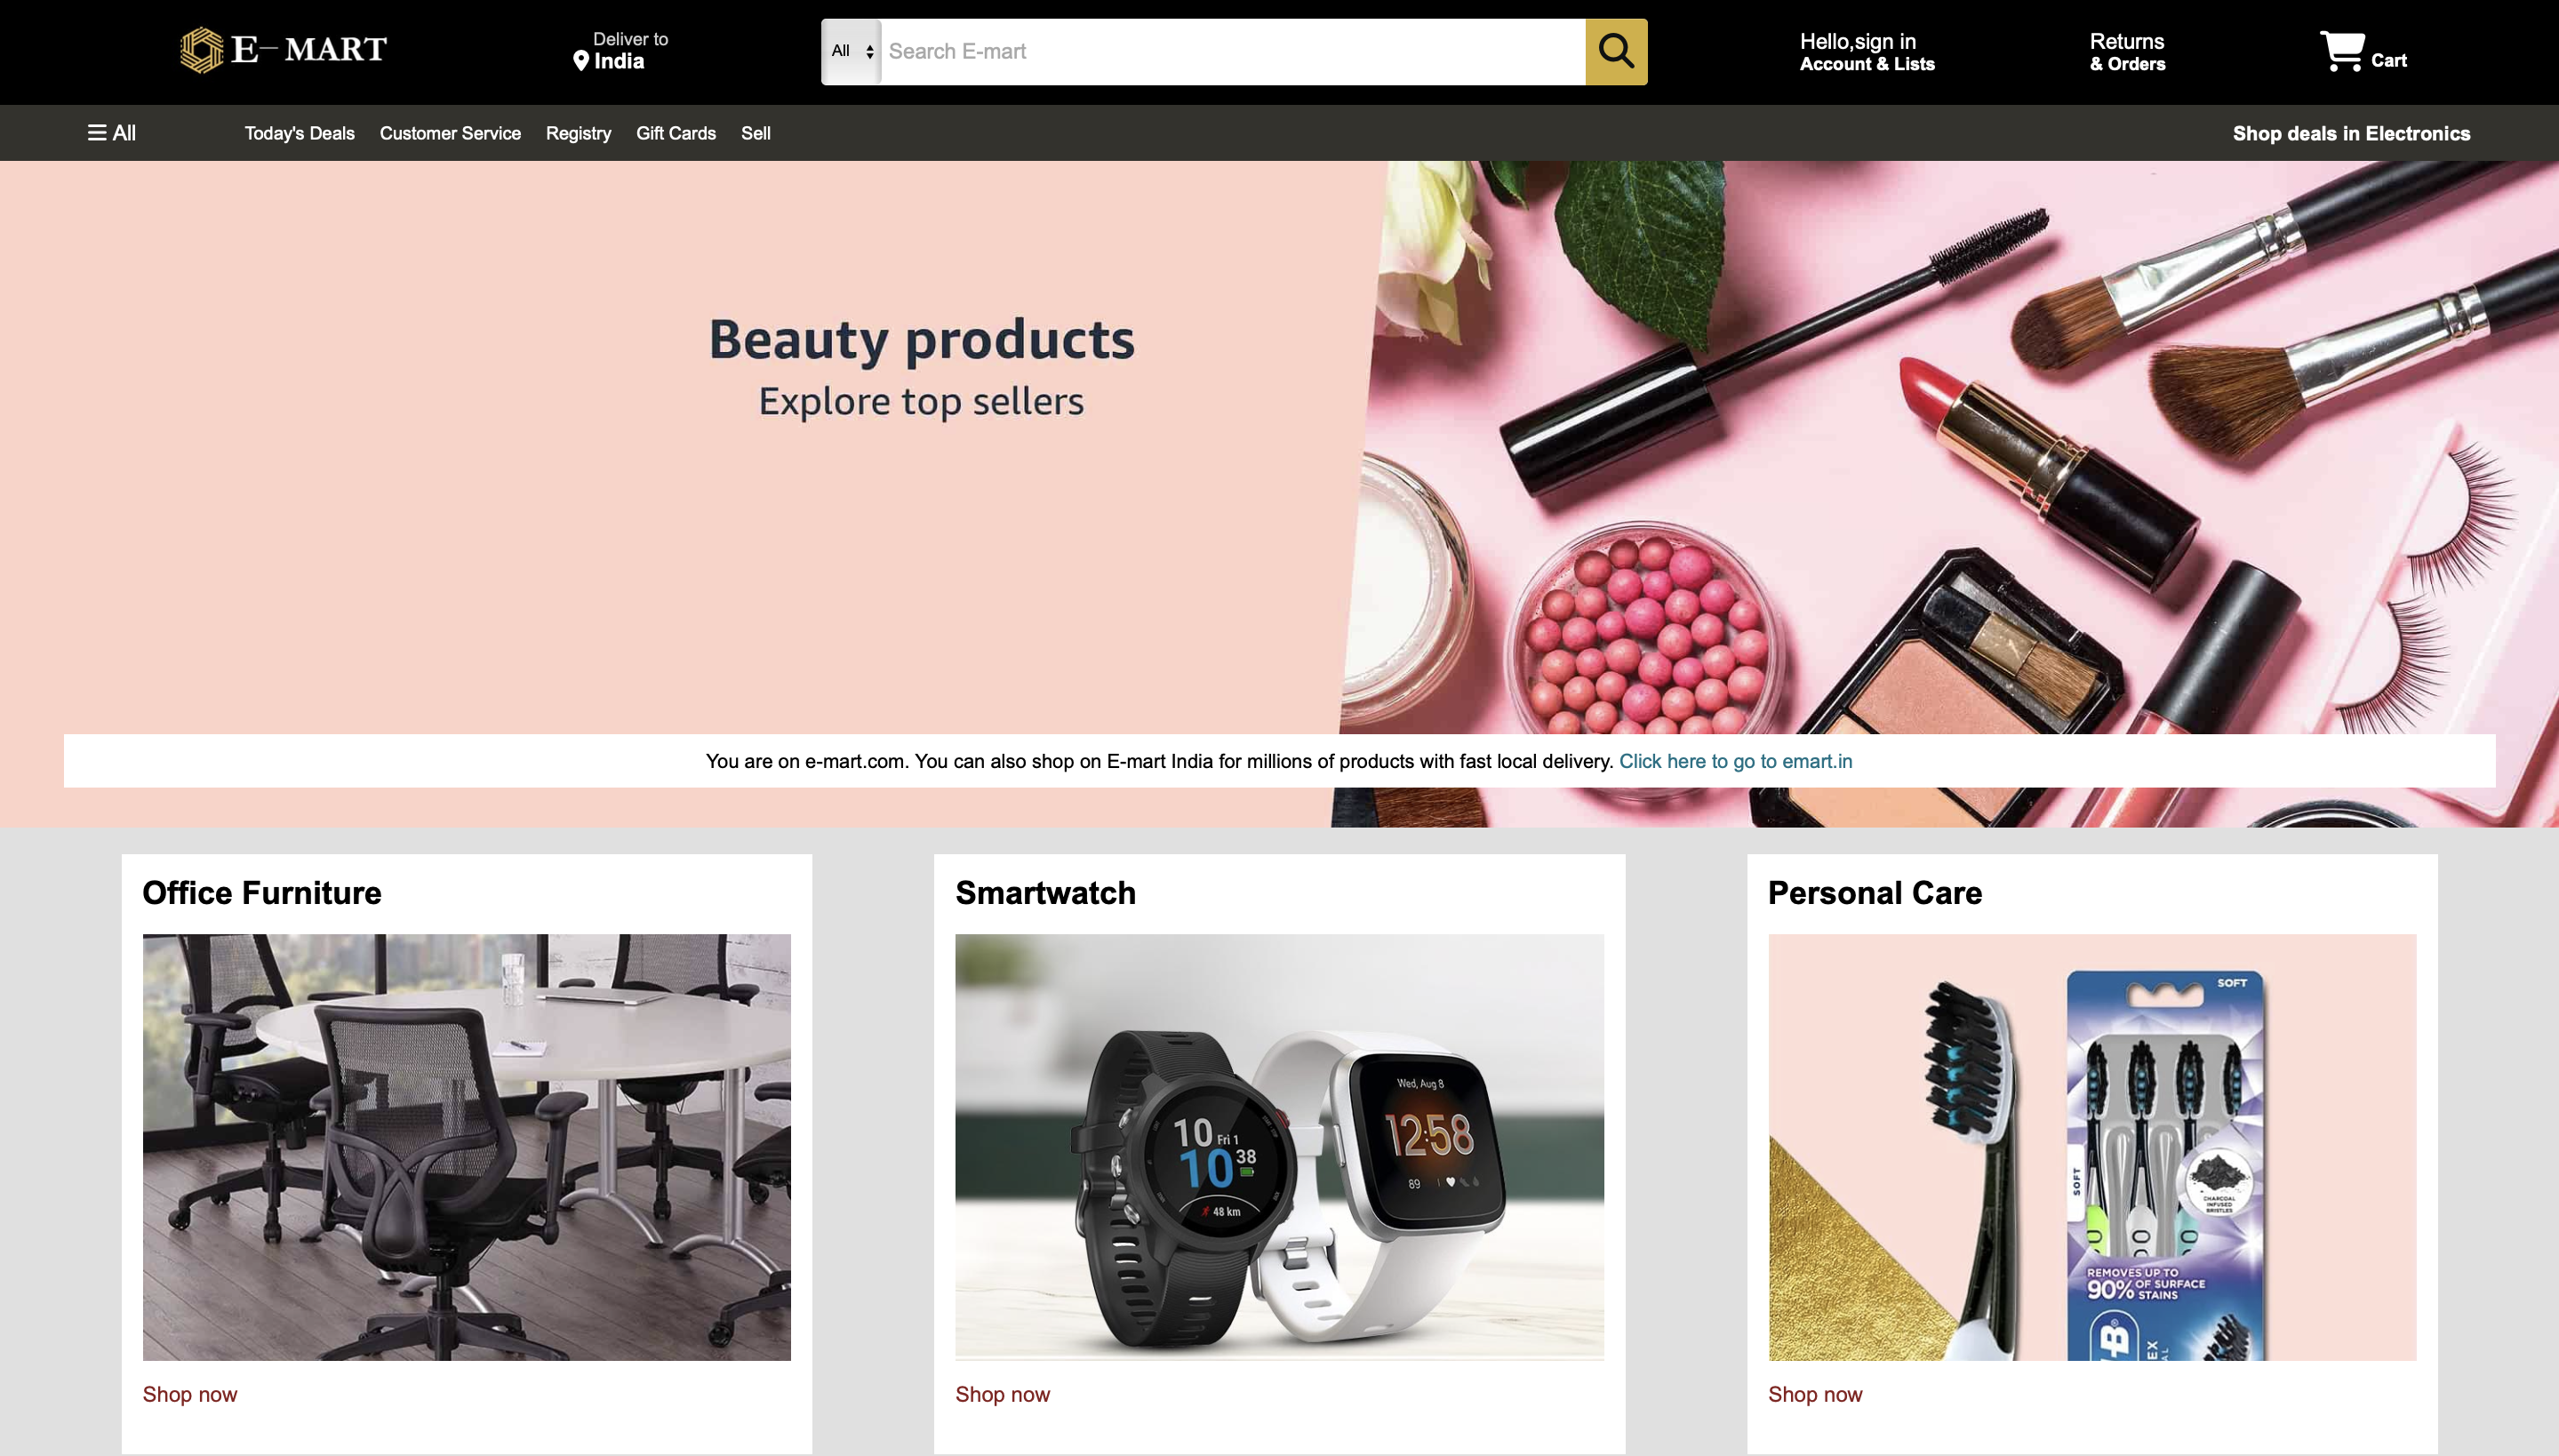 E-MART
Deliver to
India
All
Search E-mart
Hello,sign in
Account & Lists
Returns
& Orders
Cart
All
Today's Deals
Customer Service
Registry
Gift Cards
Sell
Shop deals in Electronics
Beauty products
Explore top sellers
You are on e-mart.com. You can also shop on E-mart India for millions of products with fast local delivery. Click here to go to emart.in
Office Furniture
Smartwatch
Personal Care
10 Fri 1
10 38
48 km
Wed, Aug 8
12:58
89
SOFT
SOFT
CHARCOAL
INFUSED
BRISTLES
REMOVES UP TO
90% OF SURFACE
STAINS
Shop now
Shop now
Shop now